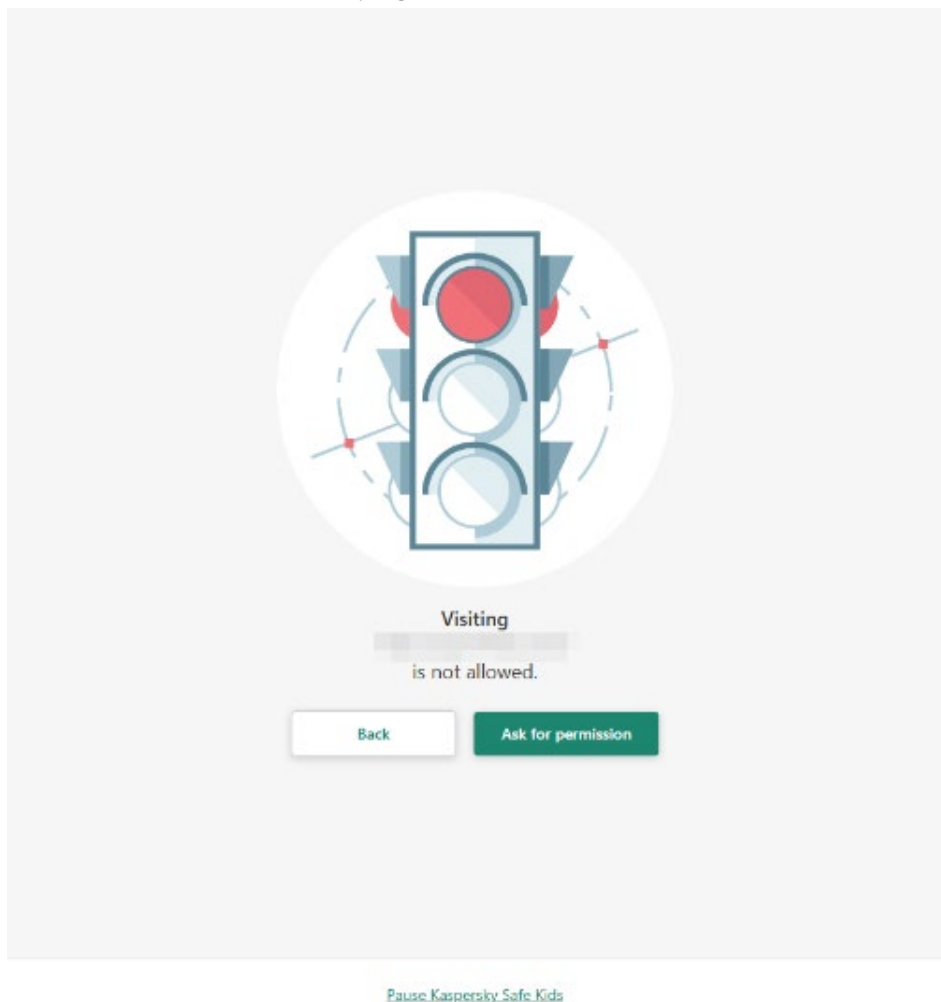 Visiting
is not allowed.
Back
Ask for permission
Pause Kaspersky Safe Kids